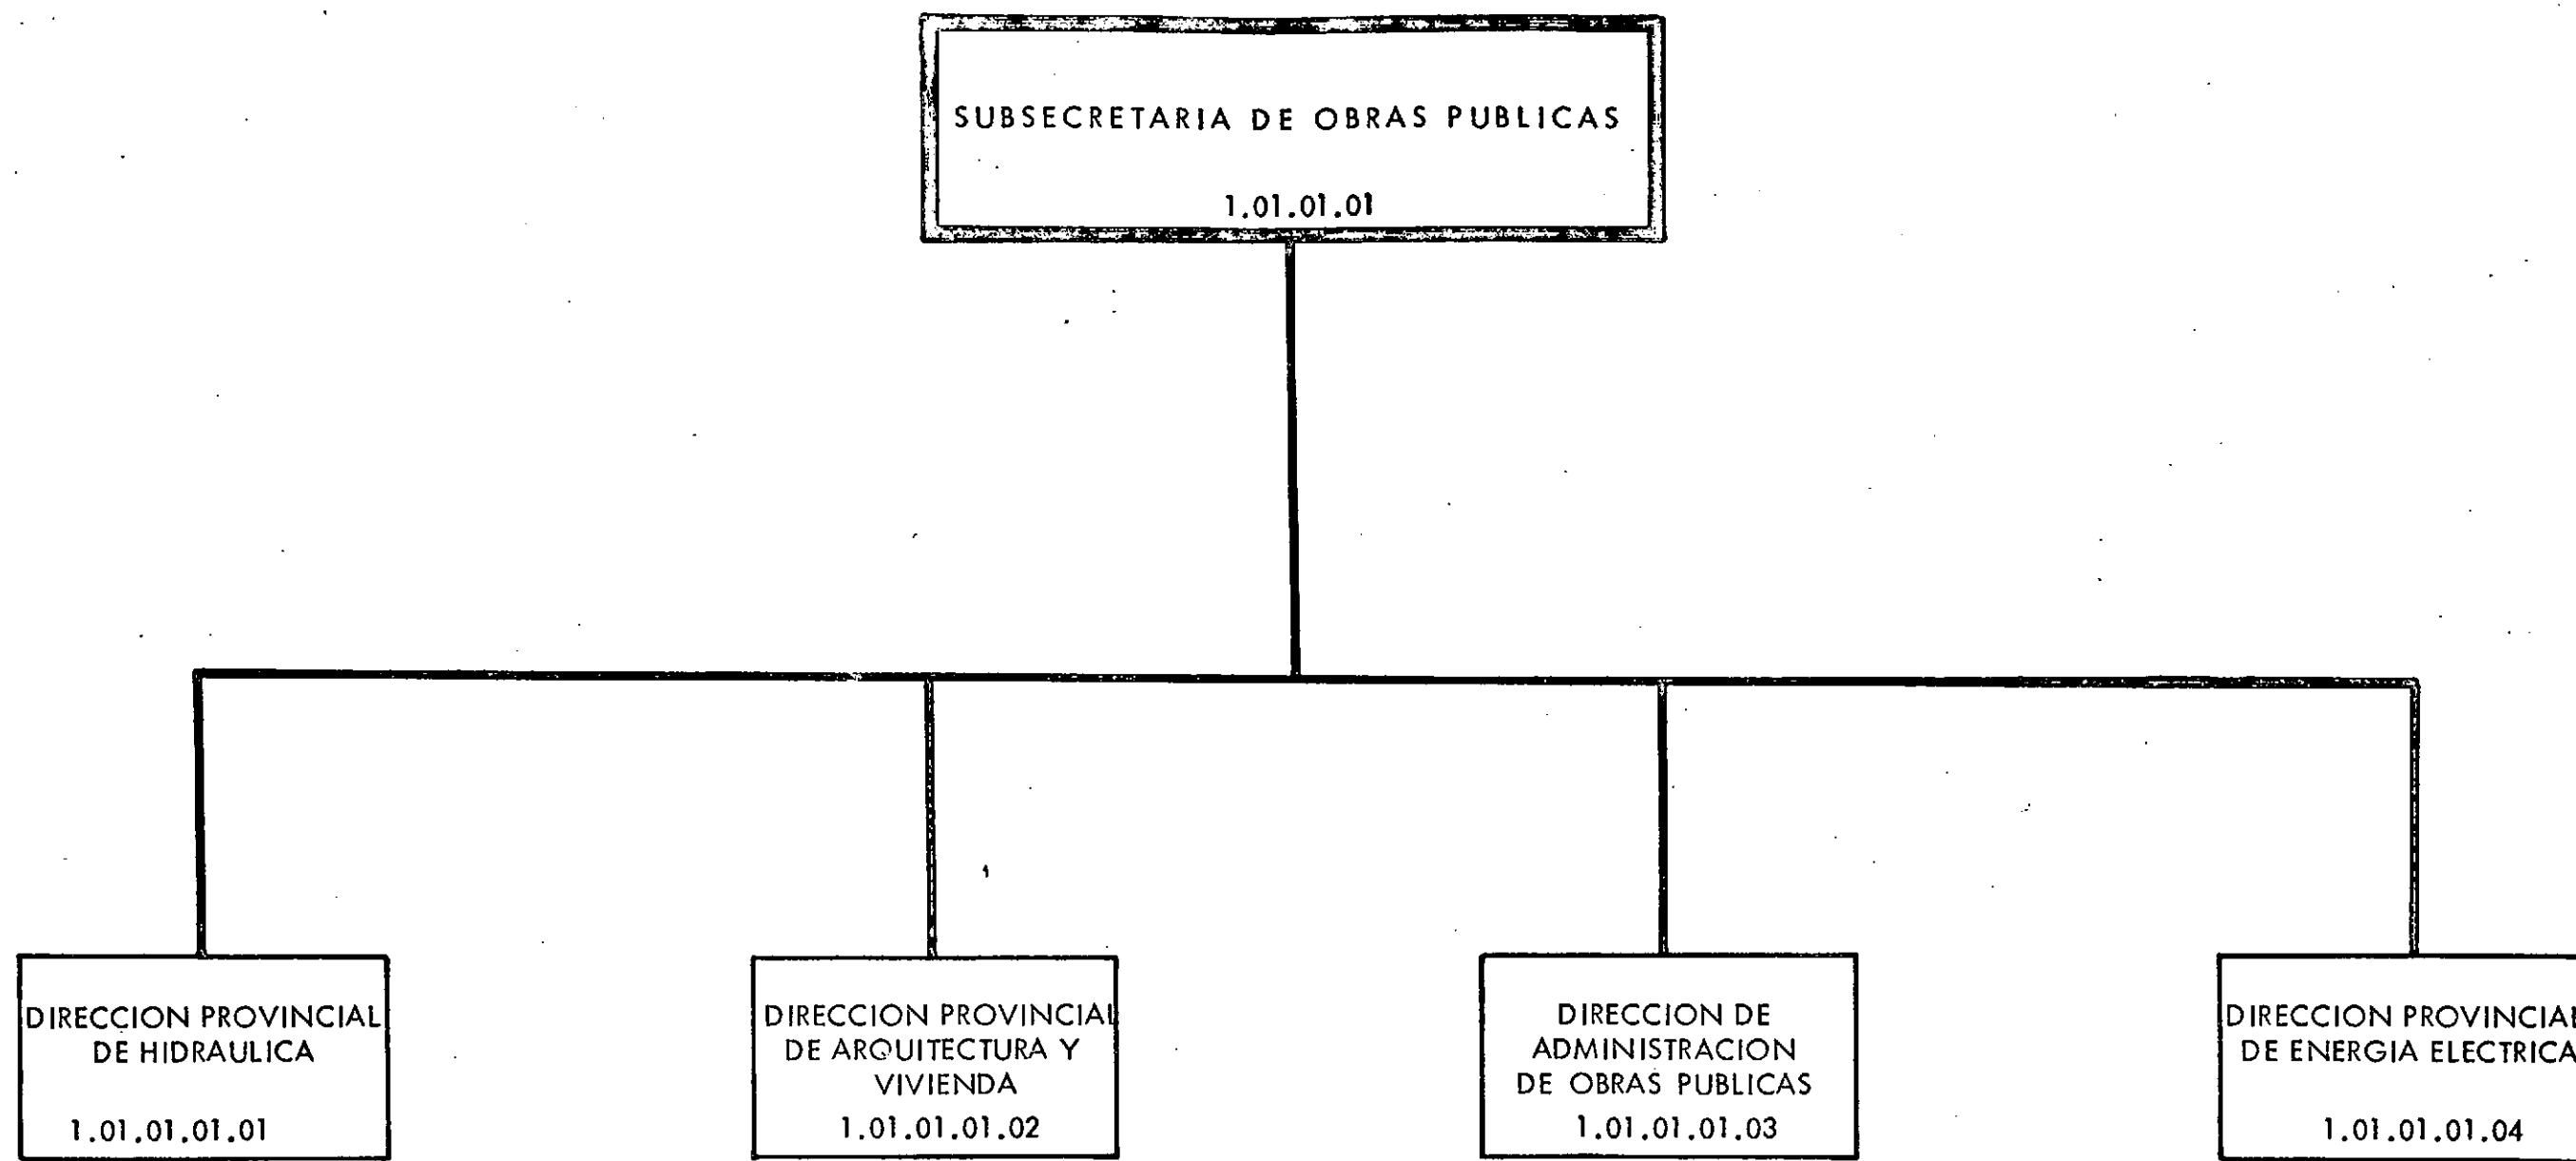 SUBSECRETARIA DE OBRAS PUBLICAS
1.01.01.01
DIRECCION PROVINCIAL
DE HIDRAULICA
1.01.01.01.01
DIRECCION PROVINCIAL
DE ARQUITECTURA Y
VIVIENDA
1.01.01.01.02
DIRECCION DE
ADMINISTRACION
DE OBRAS PUBLICAS
1.01.01.01.03
DIRECCION PROVINCIAL
DE ENERGIA ELECTRICA
1.01.01.01.04